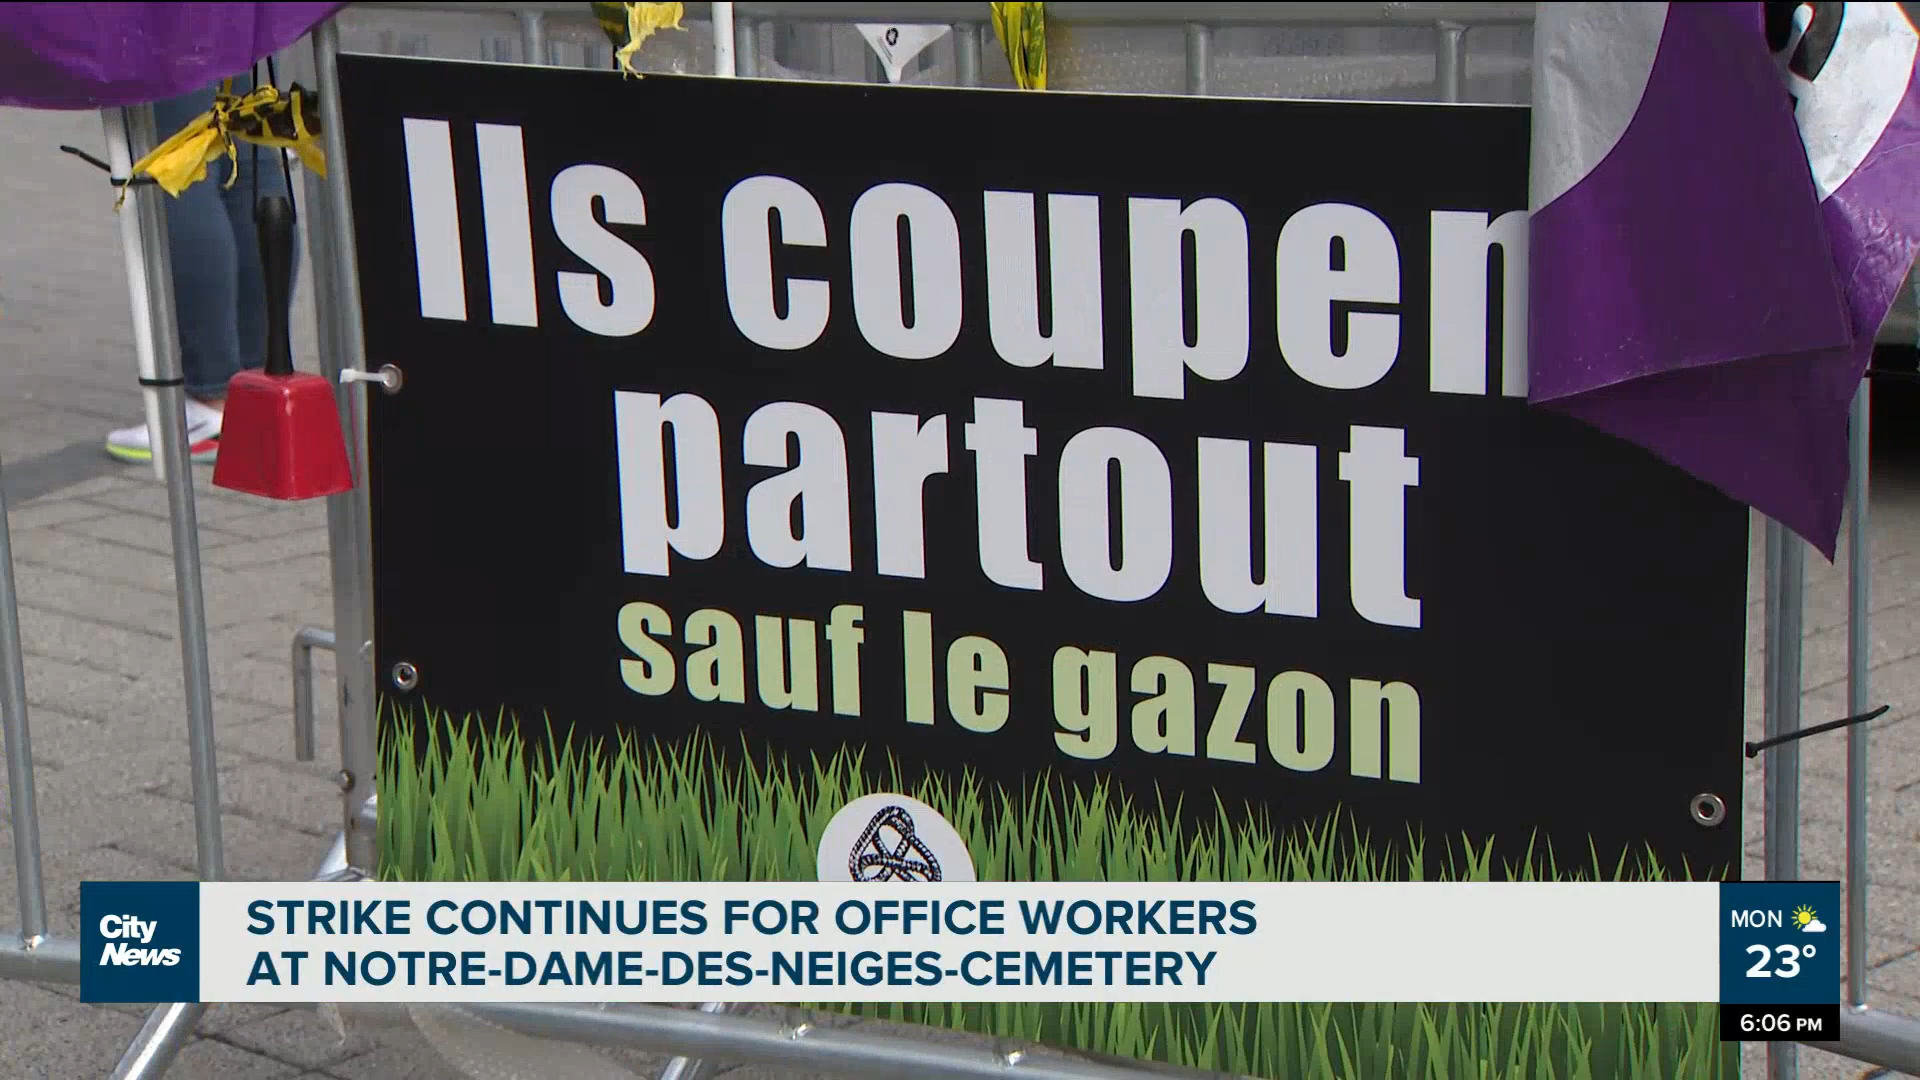 Ils coupen
partout
sauf le gazon
City
News
STRIKE CONTINUES FOR OFFICE WORKERS
AT NOTRE-DAME-DES-NEIGES-CEMETERY
MON
23°
6:06 PM